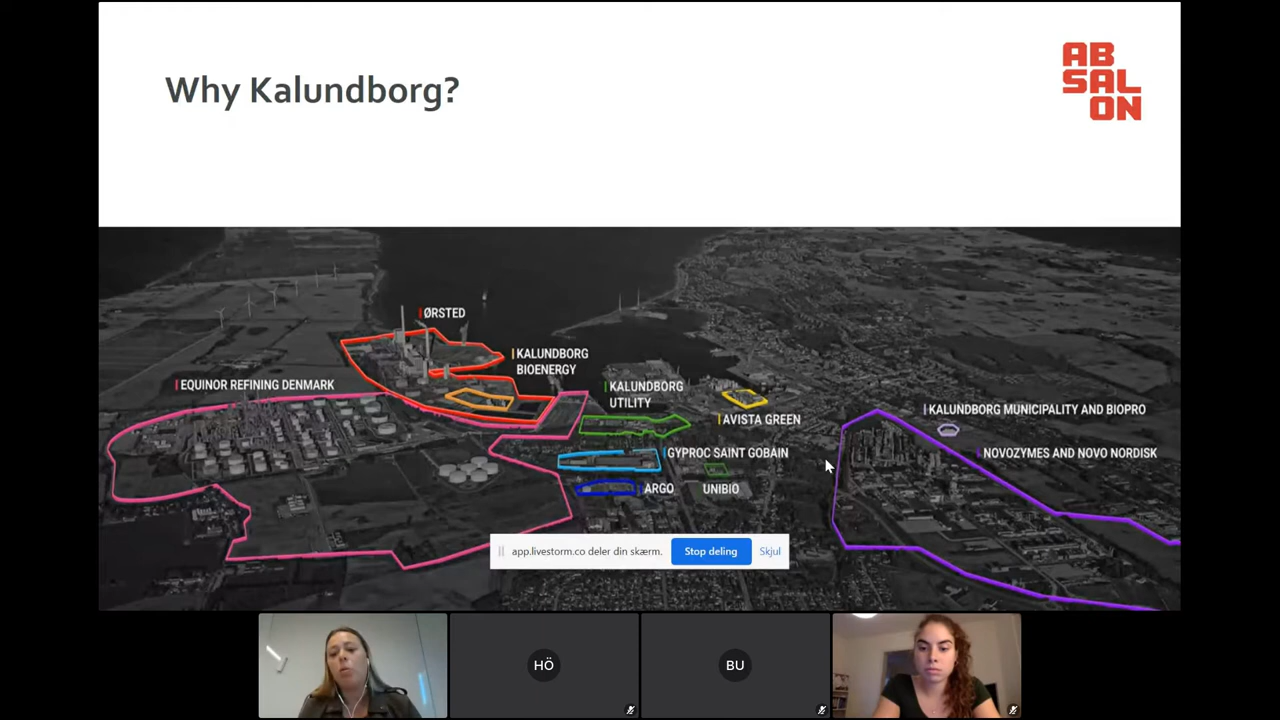 Why Kalundborg?
AB
SAL
ON
ØRSTED
KALUNDBORG
BIOENERGY
EQUINOR REFINING DENMARK
KALUNDBORG
UTILITY
AVISTA GREEN
KALUNDBORG MUNICIPALITY AND BIOPRO
GYPROC SAINT GOBAIN
NOVOZYMES AND NOVO NORDISK
ARGO
UNIBIO
app.livestorm.co deler din skærm.
Stop deling
Skjul
HÖ
BU